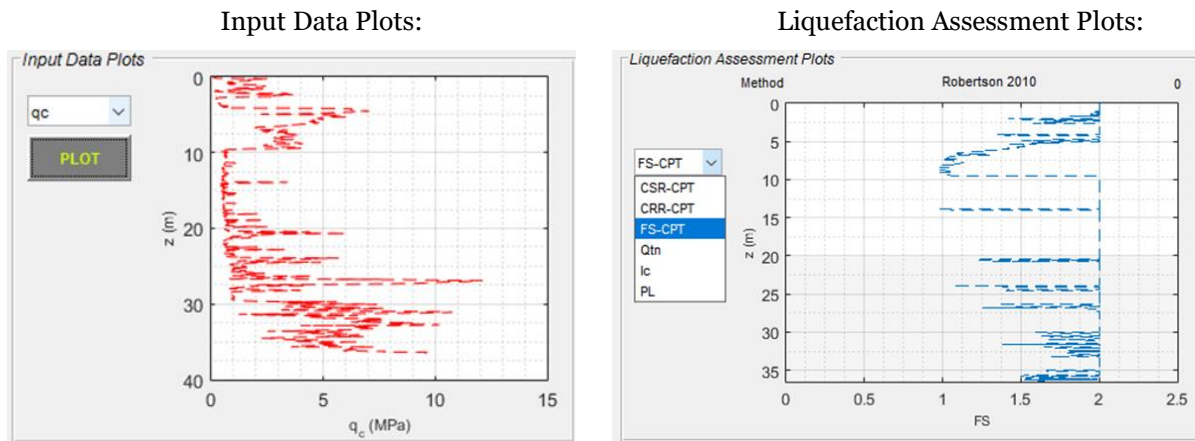 Input Data Plots:
Liquefaction Assessment Plots:
Input Data Plots
qc
PLOT
0
10
20
30
40
z (m)
0 5 10 15
q_c (MPa)
Liquefaction Assessment Plots
Method Robertson 2010 0
FS-CPT
CSR-CPT
CRR-CPT
FS-CPT
Qtn
Ic
PL
0
5
10
15
20
25
30
35
z (m)
0 0.5 1 1.5 2 2.5
FS